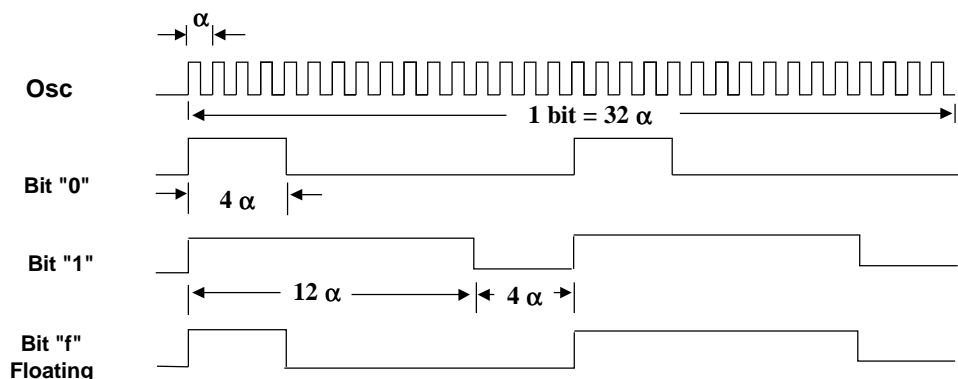 α
Osc
1 bit = 32 α
Bit "0"
4 α
Bit "1"
12 α
4 α
Bit "f"
Floating